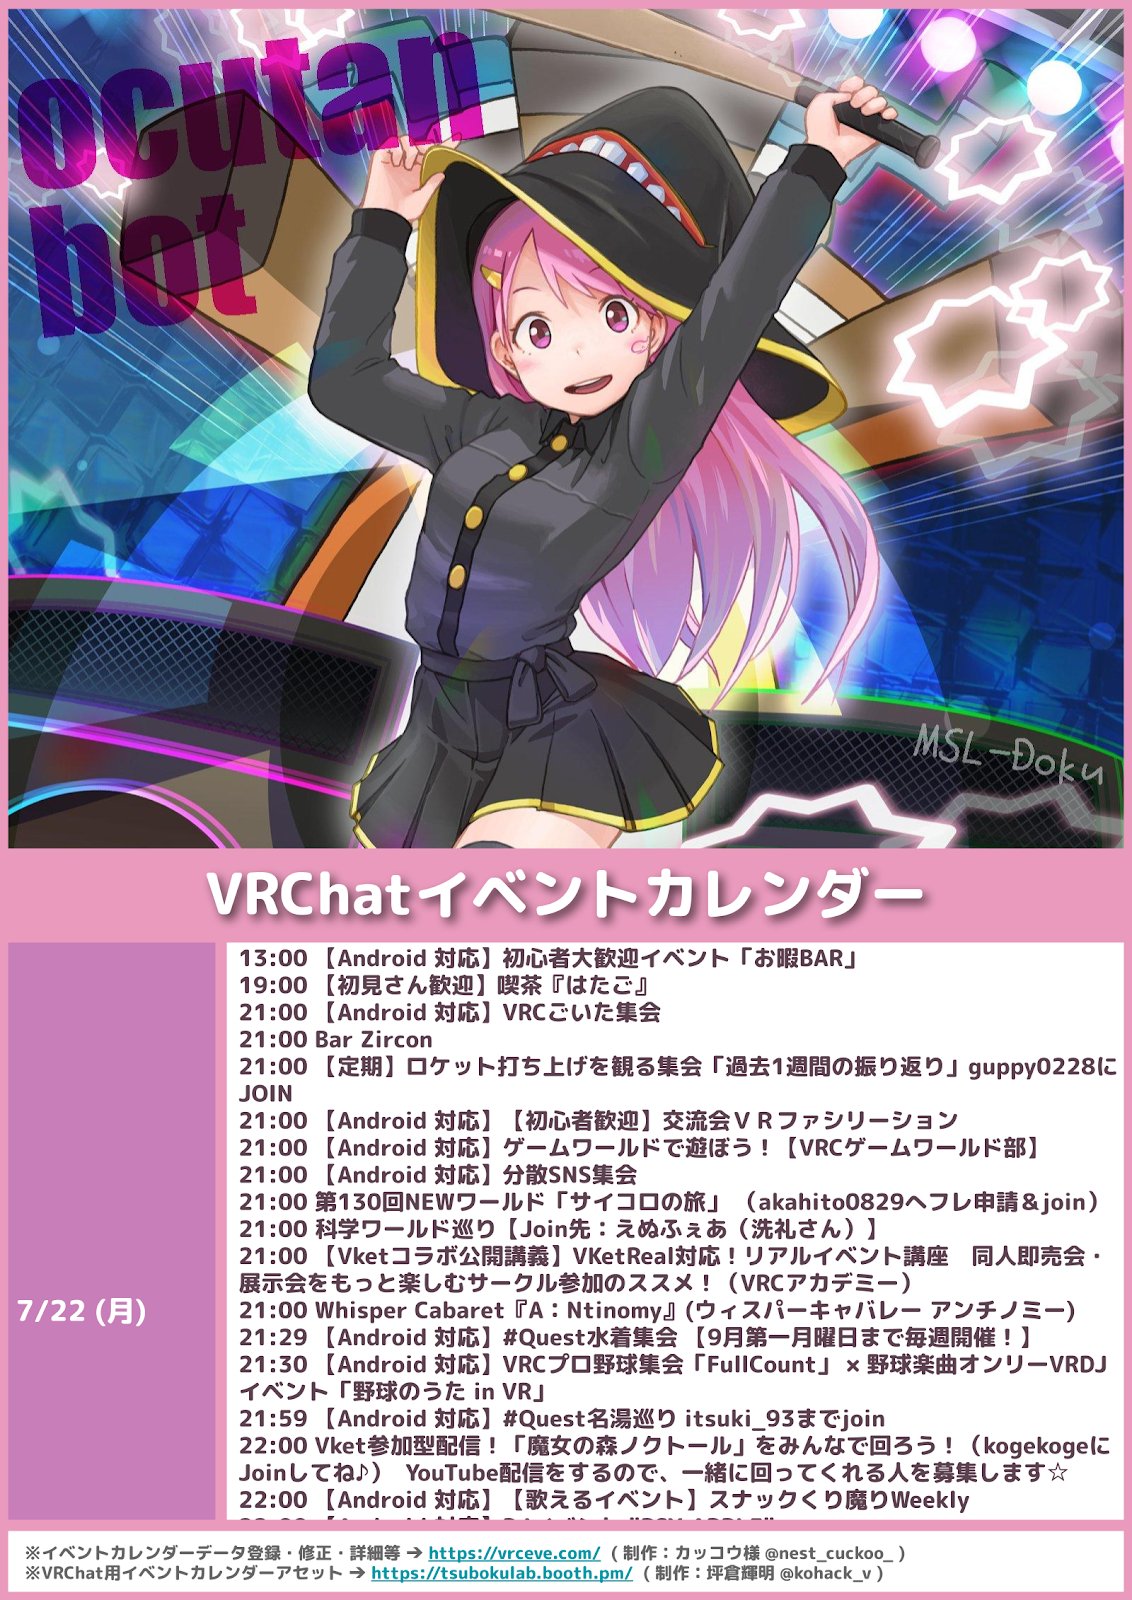 ocutan
bot
MSL-Doku
VRChatイベントカレンダー
7/22 (月)
13:00 【Android 対応】初心者大歓迎イベント「お暇BAR」
19:00 【初見さん歓迎】喫茶『はたご』
21:00 【Android 対応】VRCごいた集会
21:00 Bar Zircon
21:00 【定期】ロケット打ち上げを観る集会「過去1週間の振り返り」guppy0228に
JOIN
21:00 【Android 対応】【初心者歓迎】交流会ＶＲファシリーション
21:00 【Android 対応】ゲームワールドで遊ぼう！【VRCゲームワールド部】
21:00 【Android 対応】分散SNS集会
21:00 第130回NEWワールド「サイコロの旅」（akahito0829へフレ申請＆join）
21:00 科学ワールド巡り【Join先：えぬふぇあ（洗礼さん）】
21:00 【Vketコラボ公開講義】VKetReal対応！リアルイベント講座　同人即売会・
展示会をもっと楽しむサークル参加のススメ！（VRCアカデミー）
21:00 Whisper Cabaret『A：Ntinomy』(ウィスパーキャバレー アンチノミー)
21:29 【Android 対応】#Quest水着集会 【9月第一月曜日まで毎週開催！】
21:30 【Android 対応】VRCプロ野球集会「FullCount」 × 野球楽曲オンリーVRDJ
イベント「野球のうた in VR」
21:59 【Android 対応】#Quest名湯巡り itsuki_93までjoin
22:00 Vket参加型配信！「魔女の森ノクトール」をみんなで回ろう！（kogekogeに
Joinしてね♪） YouTube配信をするので、一緒に回ってくれる人を募集します☆
22:00 【Android 対応】【歌えるイベント】スナックくり魔りWeekly
※イベントカレンダーデータ登録・修正・詳細等 → https://vrceve.com/ ( 制作：カッコウ様 @nest_cuckoo_ )
※VRChat用イベントカレンダーアセット → https://tsubokulab.booth.pm/ ( 制作：坪倉輝明 @kohack_v )